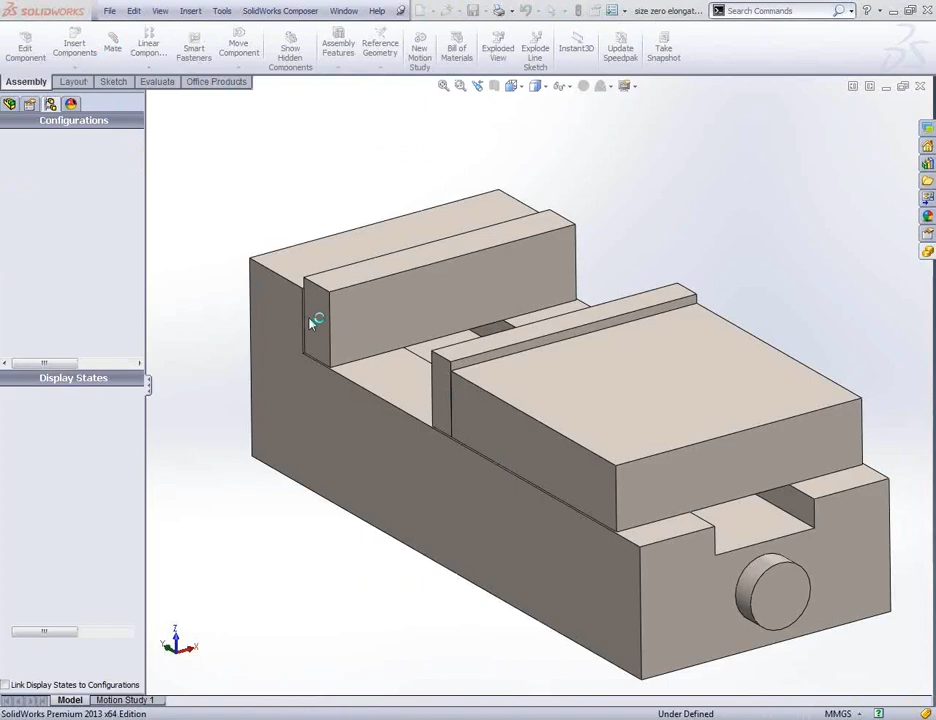 SOLIDWORKS File Edit View Insert Tools SolidWorks Composer Window Help size zero elongat... Search Commands
Edit Component
Insert Components
Mate
Linear Compon...
Smart Fasteners
Move Component
Show Hidden Components
Assembly Features
Reference Geometry
New Motion Study
Bill of Materials
Exploded View
Explode Line Sketch
Instant3D
Update Speedpak
Take Snapshot
Assembly Layout Sketch Evaluate Office Products
Configurations
Display States
Z
Y X
Link Display States to Configurations
Model Motion Study 1
SolidWorks Premium 2013 x64 Edition Under Defined MMGS